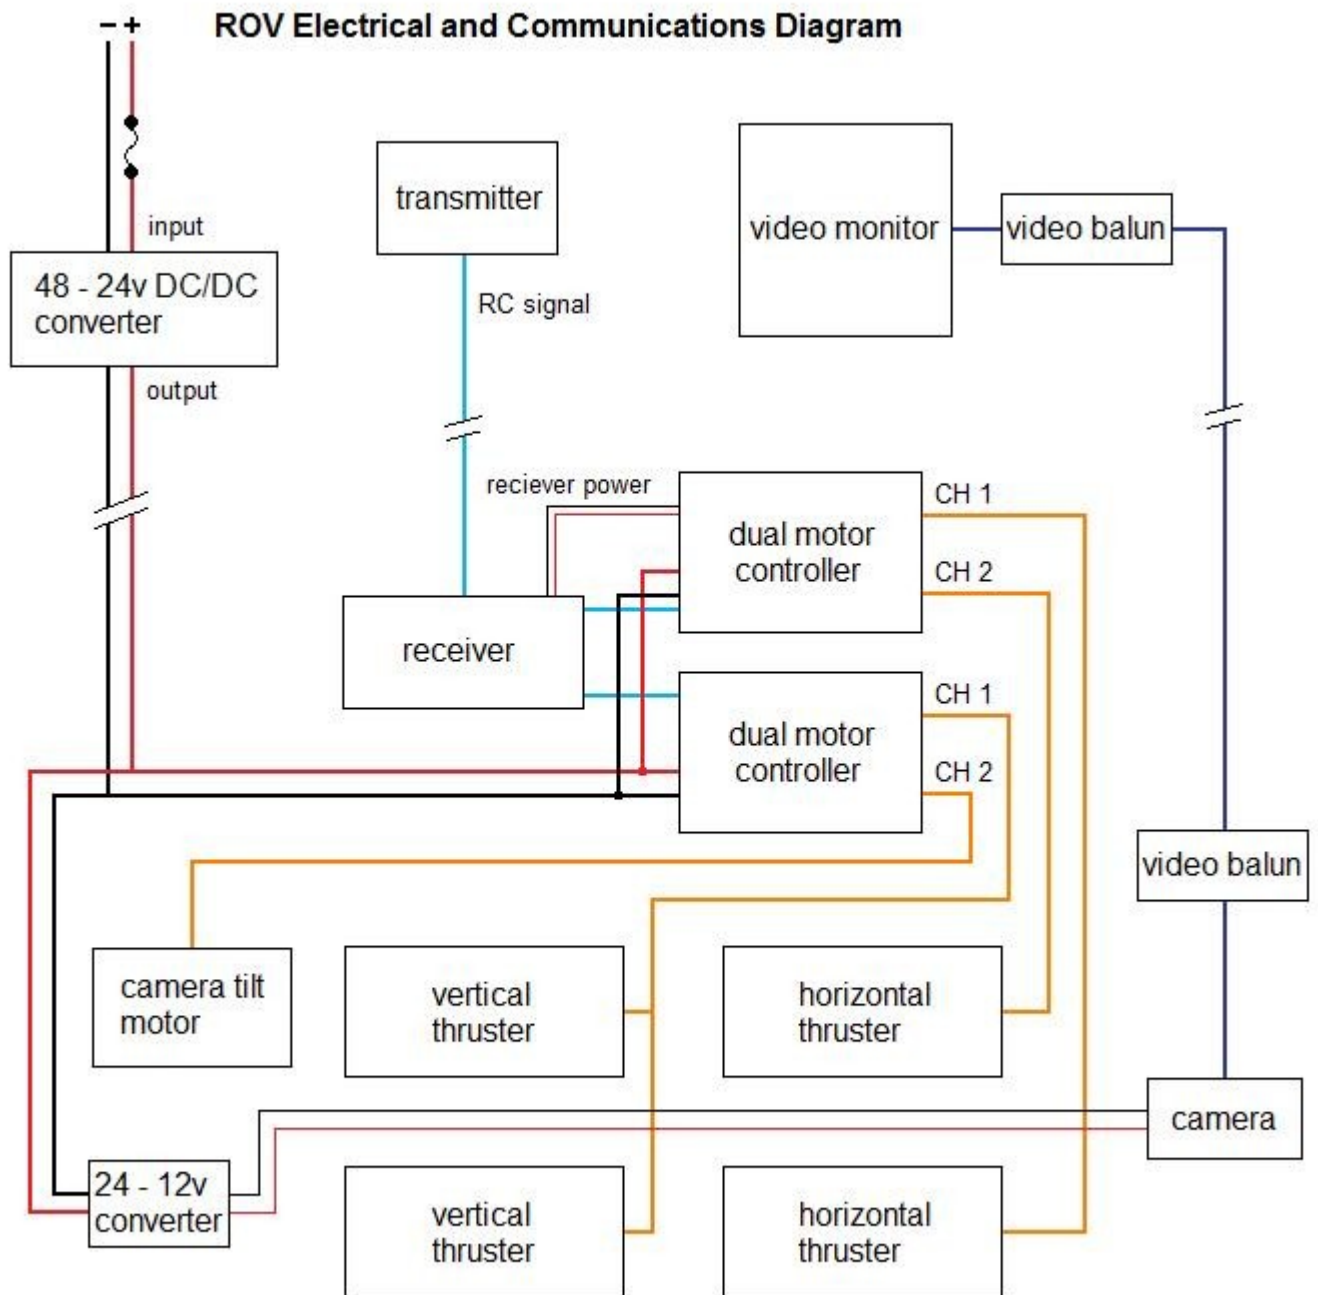 − +
ROV Electrical and Communications Diagram
input
48 - 24v DC/DC
converter
output
transmitter
RC signal
video monitor
video balun
reciever power
dual motor
controller
CH 1
CH 2
receiver
dual motor
controller
CH 1
CH 2
video balun
camera tilt
motor
vertical
thruster
horizontal
thruster
camera
24 - 12v
converter
vertical
thruster
horizontal
thruster